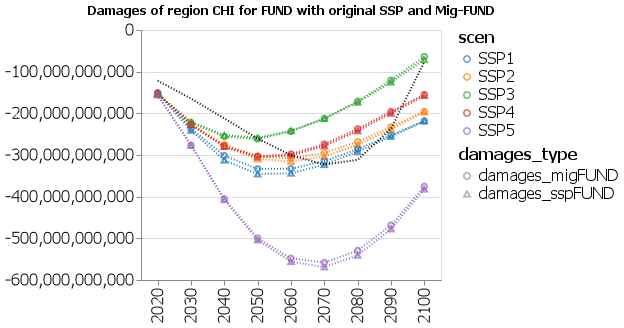 Damages of region CHI for FUND with original SSP and Mig-FUND
0
-100,000,000,000
-200,000,000,000
-300,000,000,000
-400,000,000,000
-500,000,000,000
-600,000,000,000
2020
2030
2040
2050
2060
2070
2080
2090
2100
scen
SSP1
SSP2
SSP3
SSP4
SSP5
damages_type
damages_migFUND
damages_sspFUND